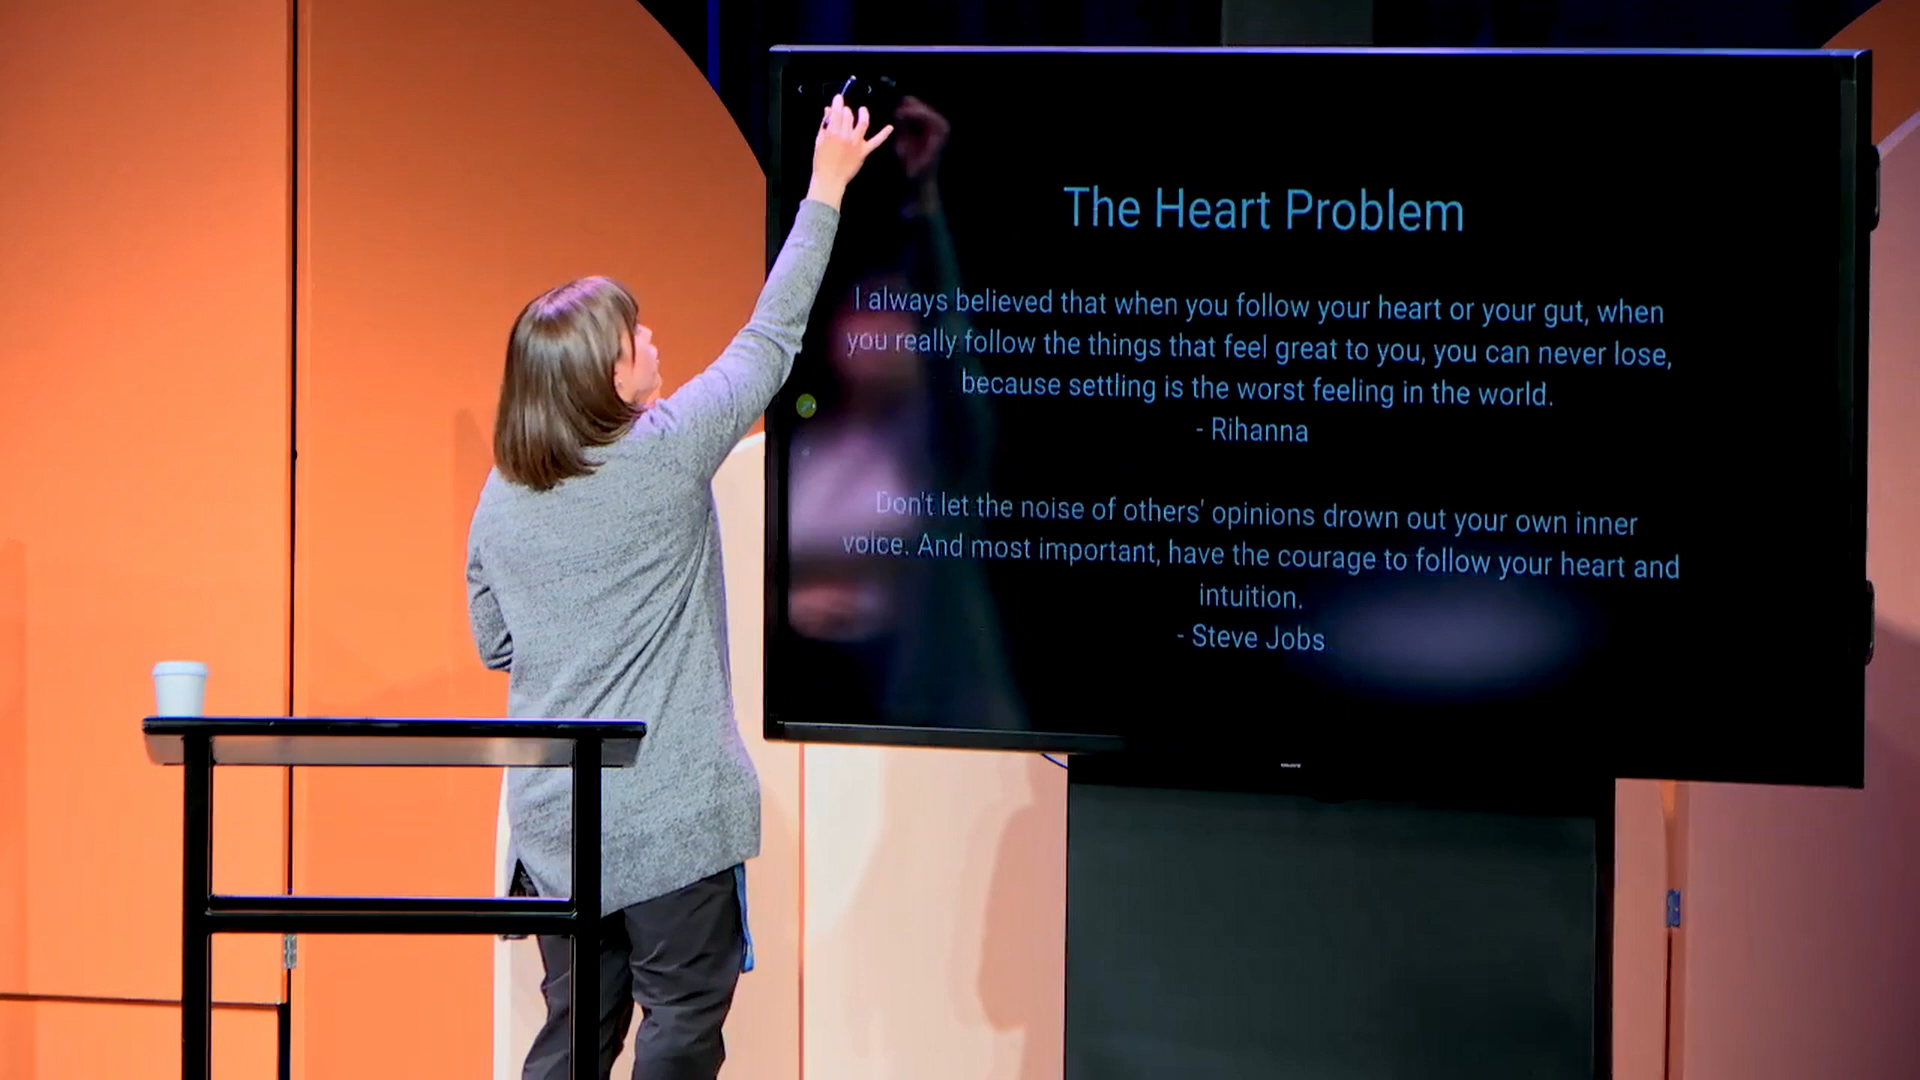 The Heart Problem
I always believed that when you follow your heart or your gut, when
you really follow the things that feel great to you, you can never lose,
because settling is the worst feeling in the world.
- Rihanna
Don't let the noise of others' opinions drown out your own inner
voice. And most important, have the courage to follow your heart and
intuition.
- Steve Jobs